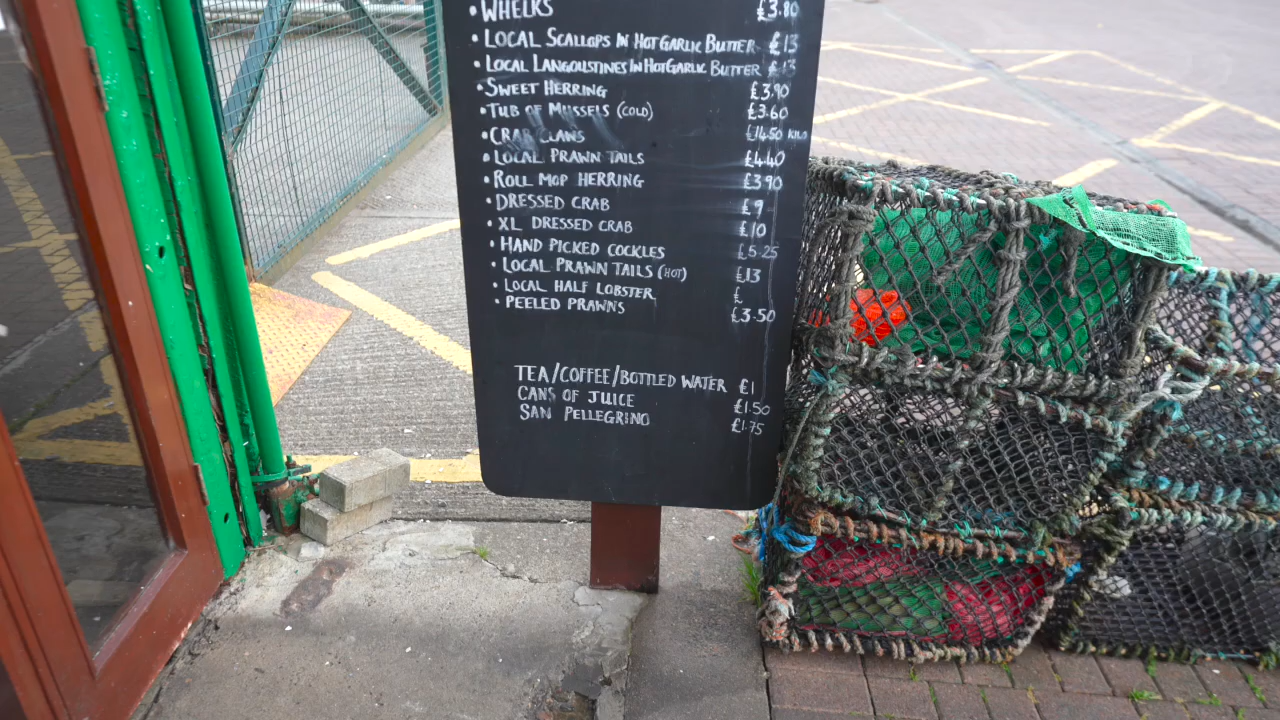 • WHELKS £3.80
• LOCAL SCALLOPS IN HOT GARLIC BUTTER £13
• LOCAL LANGOUSTINES IN HOT GARLIC BUTTER £13
• SWEET HERRING £3.90
• TUB OF MUSSELS (COLD) £3.60
• CRAB CLAWS £14.50 KILO
• LOCAL PRAWN TAILS £4.40
• ROLL MOP HERRING £3.90
• DRESSED CRAB £9
• XL DRESSED CRAB £10
• HAND PICKED COCKLES £5.25
• LOCAL PRAWN TAILS (HOT) £13
• LOCAL HALF LOBSTER £
• PEELED PRAWNS £3.50
TEA/COFFEE/BOTTLED WATER £1
CANS OF JUICE £1.50
SAN PELLEGRINO £1.75